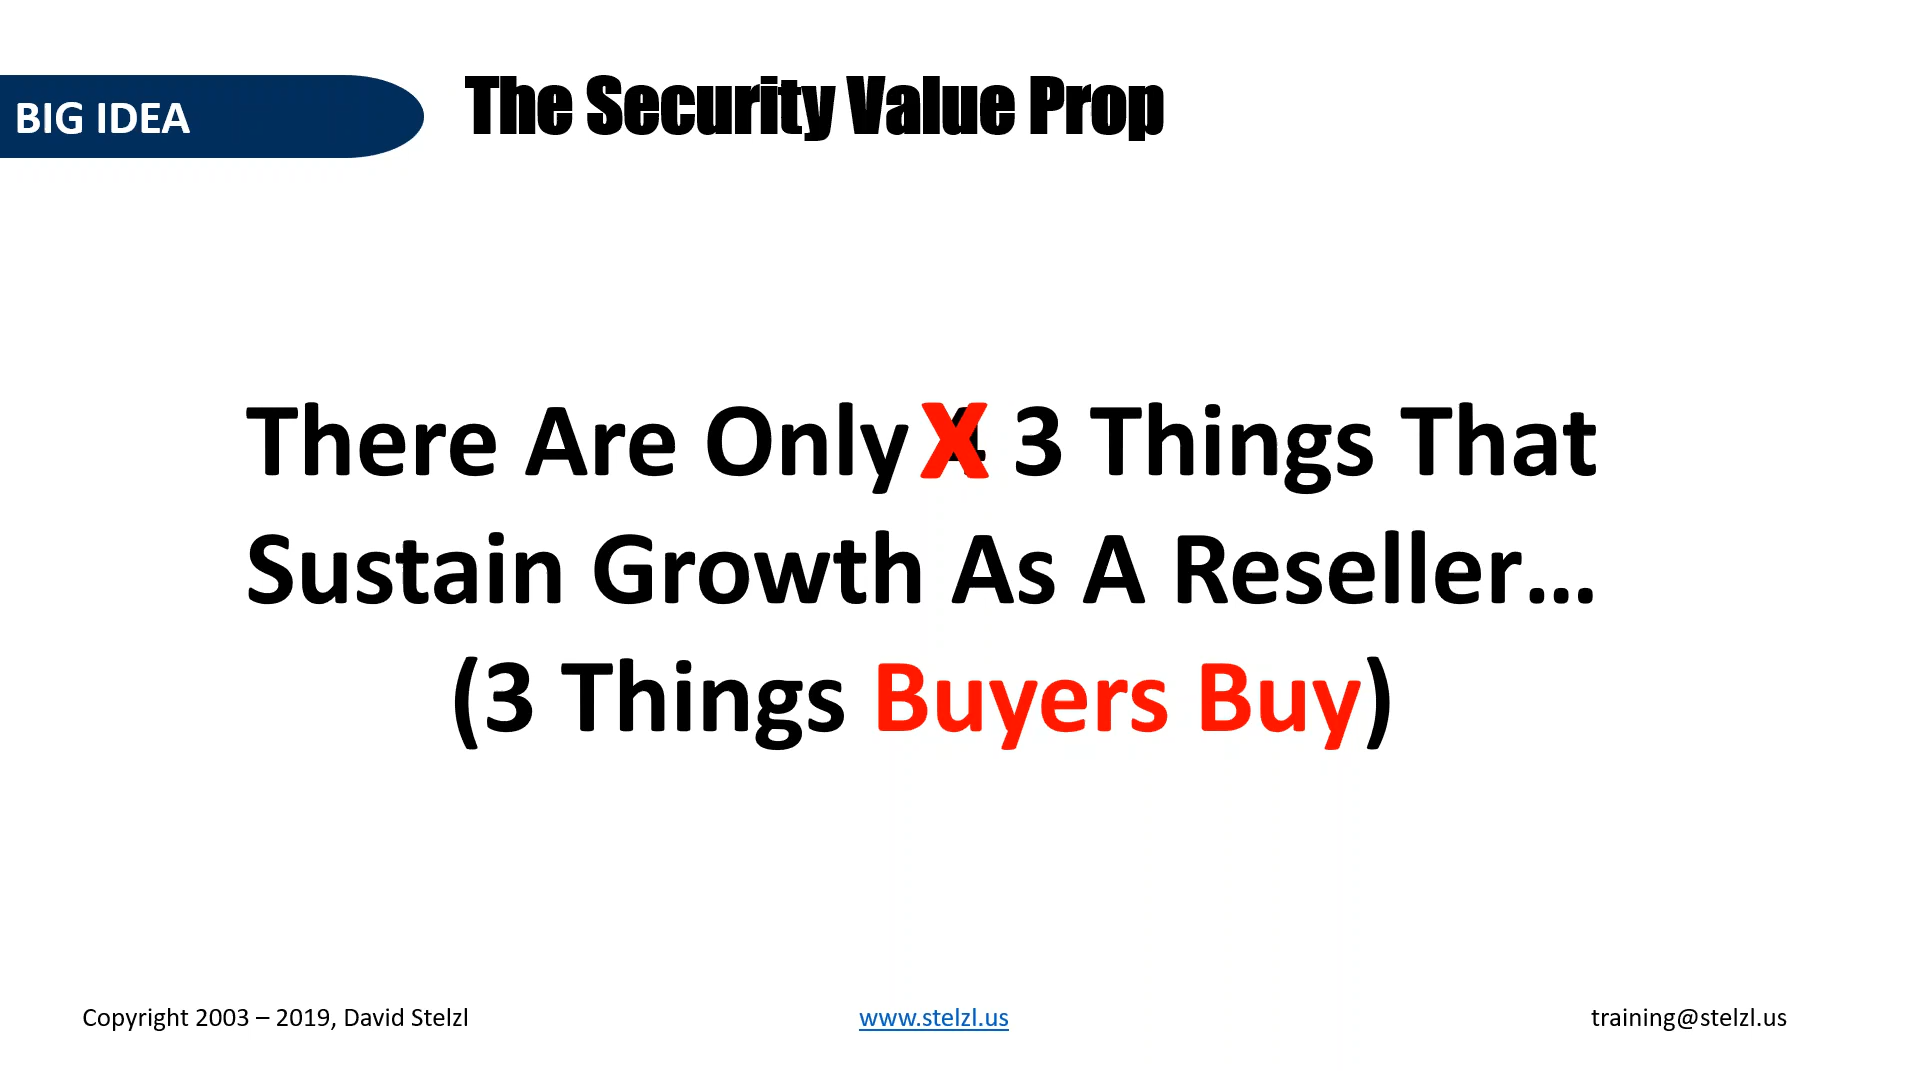 BIG IDEA
The Security Value Prop
There Are Only 4 X 3 Things That
Sustain Growth As A Reseller...
(3 Things Buyers Buy)
Copyright 2003 – 2019, David Stelzl
www.stelzl.us
training@stelzl.us